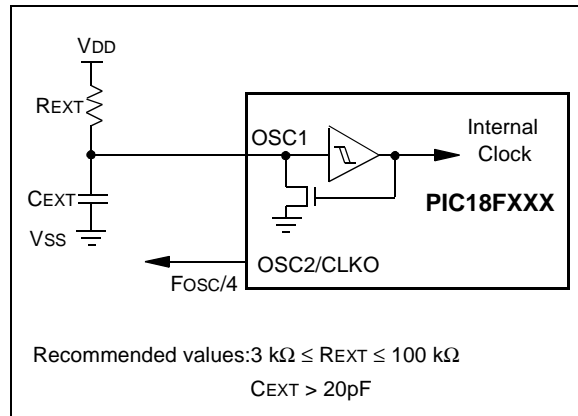 VDD
REXT
OSC1
Internal
Clock
CEXT
PIC18FXXX
VSS
OSC2/CLKO
FOSC/4
Recommended values:3 kΩ ≤ REXT ≤ 100 kΩ
CEXT > 20pF